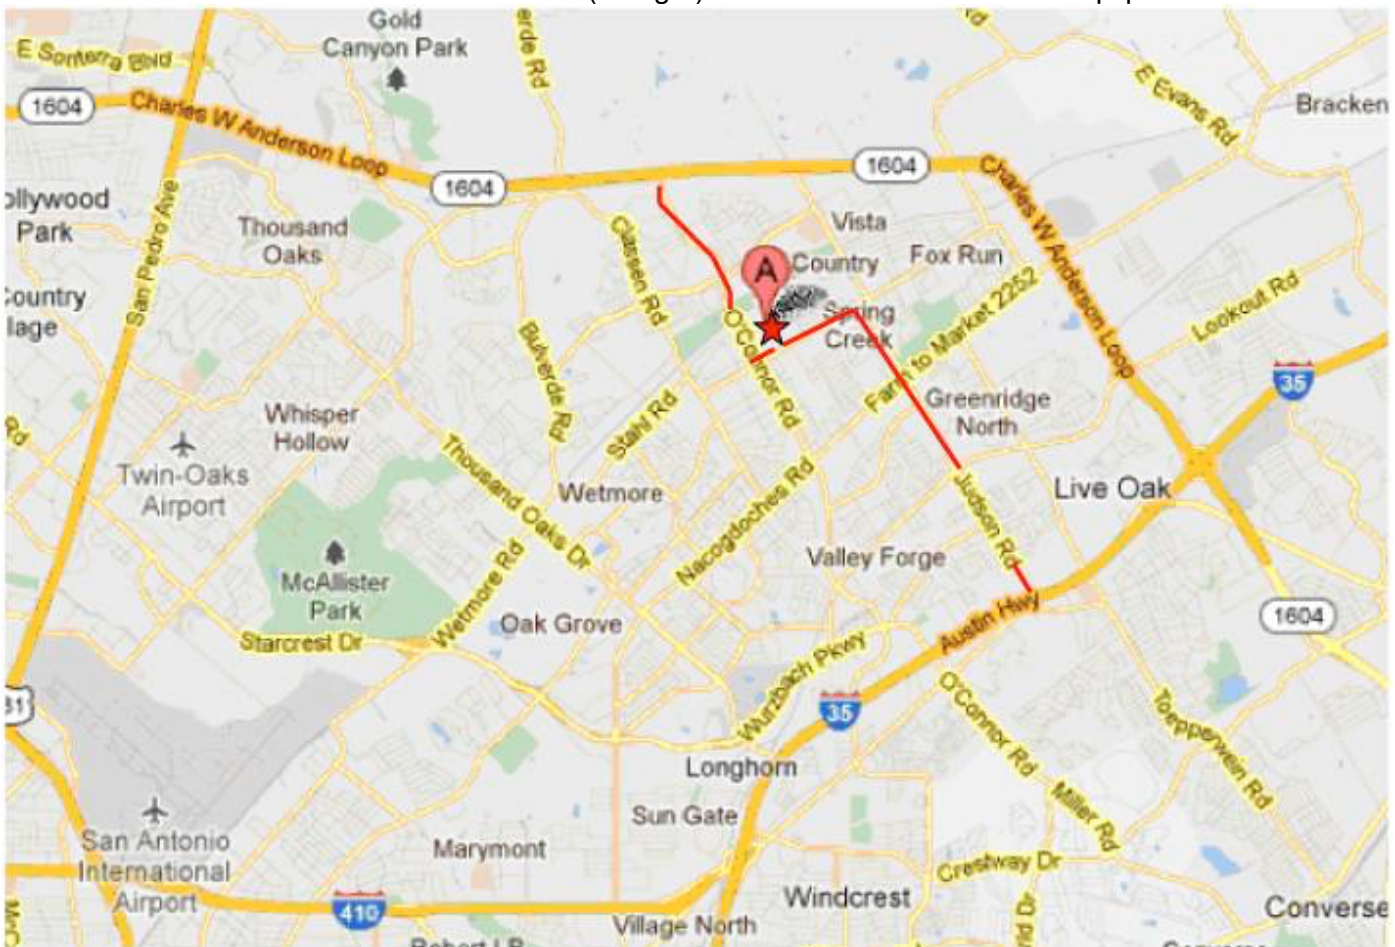 Gold
Canyon Park
E Sonterra Blvd
erde Rd
Rd
E Evans Rd
Bracken
1604
Charles W Anderson Loop
1604
1604
Charles W Anderson Loop
ollywood
Park
San Pedro Ave
Thousand
Oaks
Classen Rd
Vista
Country
Fox Run
A
Country
llage
Spring
Creek
Farm to Market 2252
Lookout Rd
O'Connor Rd
Bulverde Rd
35
Stahl Rd
Greenridge
North
Whisper
Hollow
Rd
Twin-Oaks
Airport
Thousand Oaks Dr
Wetmore
Nacogdoches Rd
Judson Rd
Live Oak
Valley Forge
McAllister
Park
Wetmore Rd
Oak Grove
Austin Hwy
1604
Starcrest Dr
Wurzbach Pkwy
35
O'Connor Rd
Toepperwein Rd
Longhorn
Sun Gate
Miller Rd
San Antonio
International
Airport
Marymont
Crestway Dr
Windcrest
410
Village North
Converse